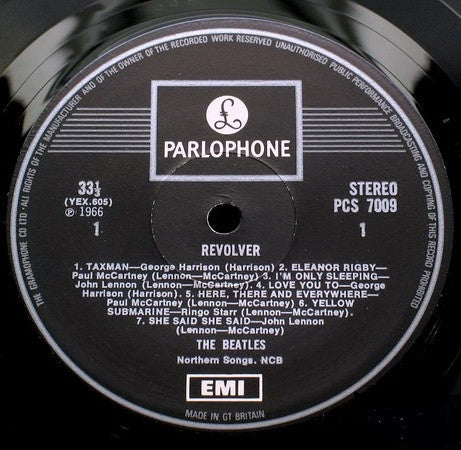 THE GRAMOPHONE CO LTD · ALL RIGHTS OF THE MANUFACTURER AND OF THE OWNER OF THE RECORDED WORK RESERVED UNAUTHORISED PUBLIC PERFORMANCE BROADCASTING AND COPYING OF THIS RECORD PROHIBITED
£
PARLOPHONE
33⅓
(YEX.605)
℗ 1966
1
STEREO
PCS 7009
1
REVOLVER
1. TAXMAN—George Harrison (Harrison) 2. ELEANOR RIGBY—
Paul McCartney (Lennon—McCartney) 3. I'M ONLY SLEEPING—
John Lennon (Lennon—McCartney) 4. LOVE YOU TO—George
Harrison (Harrison). 5. HERE, THERE AND EVERYWHERE—
Paul McCartney (Lennon—McCartney) 6. YELLOW
SUBMARINE—Ringo Starr (Lennon—McCartney).
7. SHE SAID SHE SAID—John Lennon
(Lennon—McCartney)
THE BEATLES
Northern Songs. NCB
EMI
MADE IN GT BRITAIN